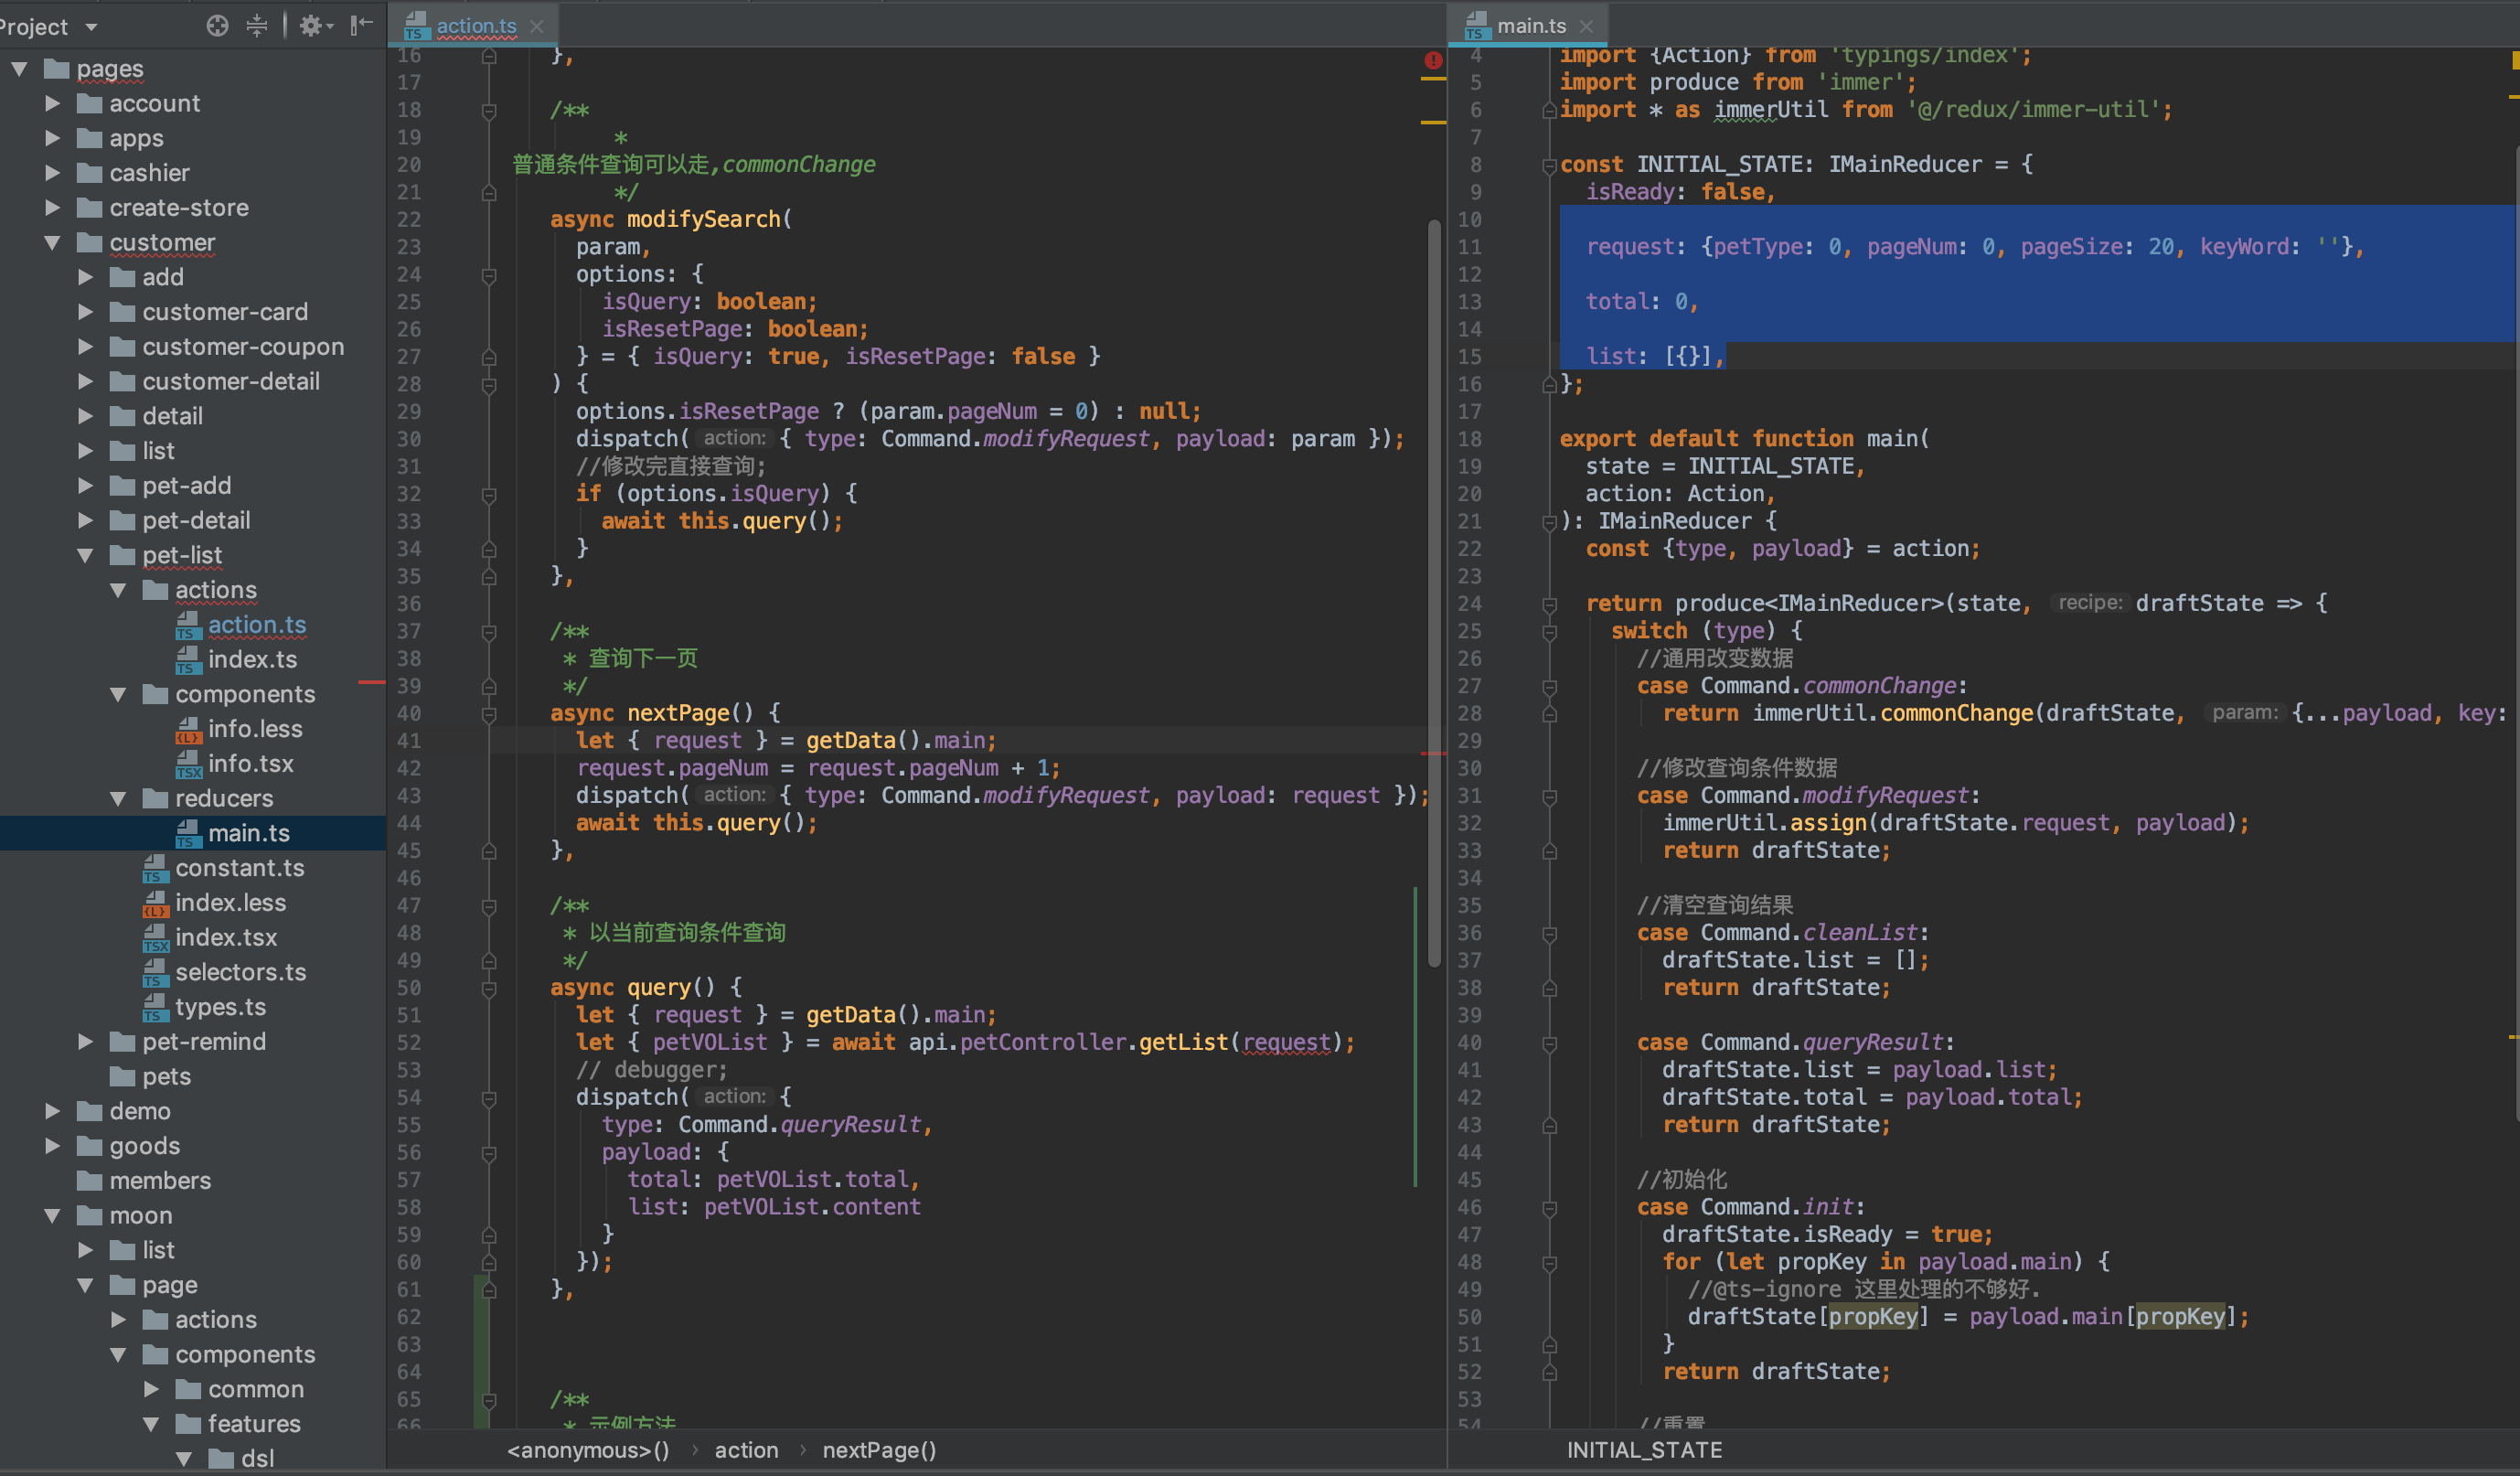 Project
pages
account
apps
cashier
create-store
customer
add
customer-card
customer-coupon
customer-detail
detail
list
pet-add
pet-detail
pet-list
actions
action.ts
index.ts
components
info.less
info.tsx
reducers
main.ts
constant.ts
index.less
index.tsx
selectors.ts
types.ts
pet-remind
pets
demo
goods
members
moon
list
page
actions
components
common
features
dsl
action.ts
16 },
17
18 /**
19 *
20 普通条件查询可以走,commonChange
21 */
22 async modifySearch(
23 param,
24 options: {
25 isQuery: boolean;
26 isResetPage: boolean;
27 } = { isQuery: true, isResetPage: false }
28 ) {
29 options.isResetPage ? (param.pageNum = 0) : null;
30 dispatch( action: { type: Command.modifyRequest, payload: param });
31 //修改完直接查询;
32 if (options.isQuery) {
33 await this.query();
34 }
35 },
36
37 /**
38 * 查询下一页
39 */
40 async nextPage() {
41 let { request } = getData().main;
42 request.pageNum = request.pageNum + 1;
43 dispatch( action: { type: Command.modifyRequest, payload: request });
44 await this.query();
45 },
46
47 /**
48 * 以当前查询条件查询
49 */
50 async query() {
51 let { request } = getData().main;
52 let { petVOList } = await api.petController.getList(request);
53 // debugger;
54 dispatch( action: {
55 type: Command.queryResult,
56 payload: {
57 total: petVOList.total,
58 list: petVOList.content
59 }
60 });
61 },
62
63
64
65 /**
66 * 示例方法
<anonymous>() › action › nextPage()
main.ts
4 import {Action} from 'typings/index';
5 import produce from 'immer';
6 import * as immerUtil from '@/redux/immer-util';
7
8 const INITIAL_STATE: IMainReducer = {
9 isReady: false,
10
11 request: {petType: 0, pageNum: 0, pageSize: 20, keyWord: ''},
12
13 total: 0,
14
15 list: [{}],
16 };
17
18 export default function main(
19 state = INITIAL_STATE,
20 action: Action,
21 ): IMainReducer {
22 const {type, payload} = action;
23
24 return produce<IMainReducer>(state, recipe: draftState => {
25 switch (type) {
26 //通用改变数据
27 case Command.commonChange:
28 return immerUtil.commonChange(draftState, param: {...payload, key:
29
30 //修改查询条件数据
31 case Command.modifyRequest:
32 immerUtil.assign(draftState.request, payload);
33 return draftState;
34
35 //清空查询结果
36 case Command.cleanList:
37 draftState.list = [];
38 return draftState;
39
40 case Command.queryResult:
41 draftState.list = payload.list;
42 draftState.total = payload.total;
43 return draftState;
44
45 //初始化
46 case Command.init:
47 draftState.isReady = true;
48 for (let propKey in payload.main) {
49 //@ts-ignore 这里处理的不够好.
50 draftState[propKey] = payload.main[propKey];
51 }
52 return draftState;
53
54 //重置
INITIAL_STATE